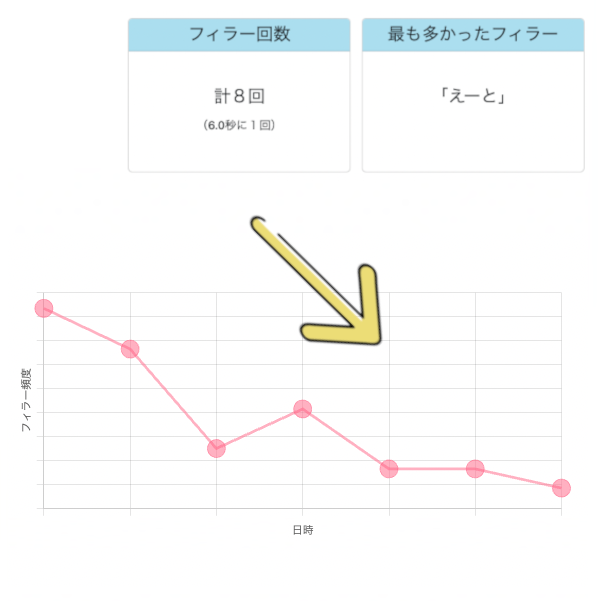 フィラー回数
計８回
（6.0秒に１回）
最も多かったフィラー
「えーと」
フィラー頻度
日時